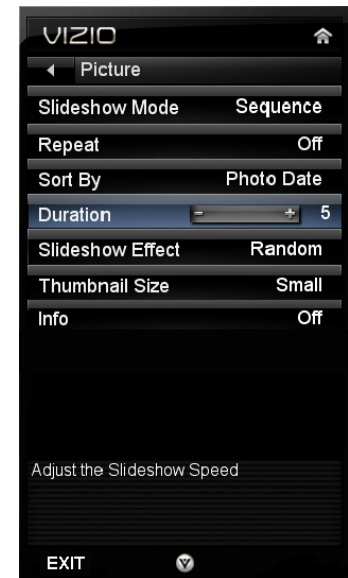 VIZIO
Picture
Slideshow Mode Sequence
Repeat Off
Sort By Photo Date
Duration - + 5
Slideshow Effect Random
Thumbnail Size Small
Info Off
Adjust the Slideshow Speed
EXIT V